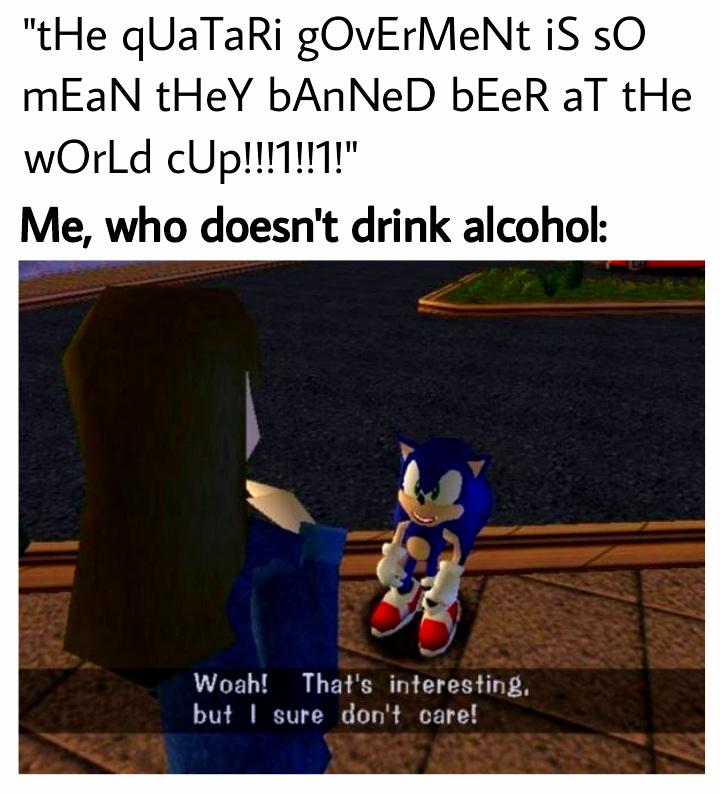 "tHe qUaTaRi gOvErMeNt iS sO
mEaN tHeY bAnNeD bEeR aT tHe
wOrLd cUp!!!1!!1!"
Me, who doesn't drink alcohol:
Woah! That's interesting,
but I sure don't care!